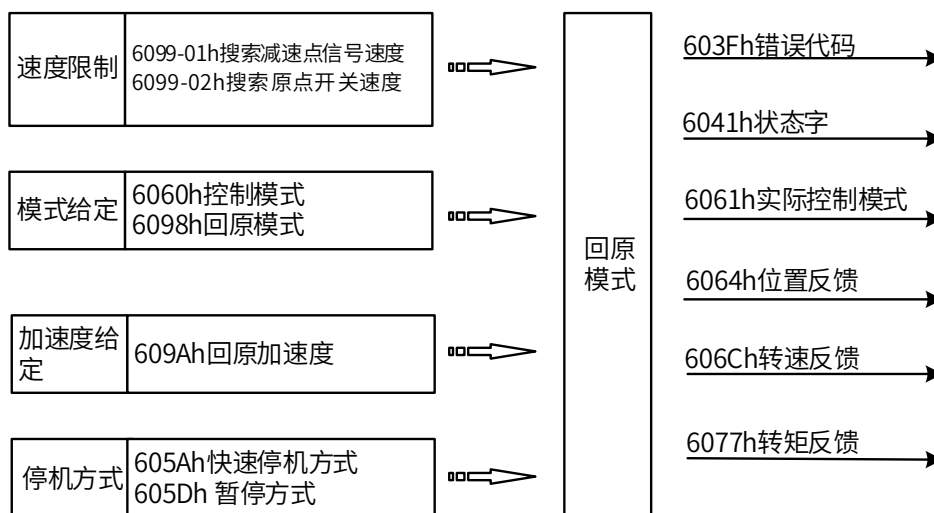 速度限制
6099-01h搜索减速点信号速度
6099-02h搜索原点开关速度
模式给定
6060h控制模式
6098h回原模式
加速度给
定
609Ah回原加速度
停机方式
605Ah快速停机方式
605Dh 暂停方式
回原
模式
603Fh错误代码
6041h状态字
6061h实际控制模式
6064h位置反馈
606Ch转速反馈
6077h转矩反馈